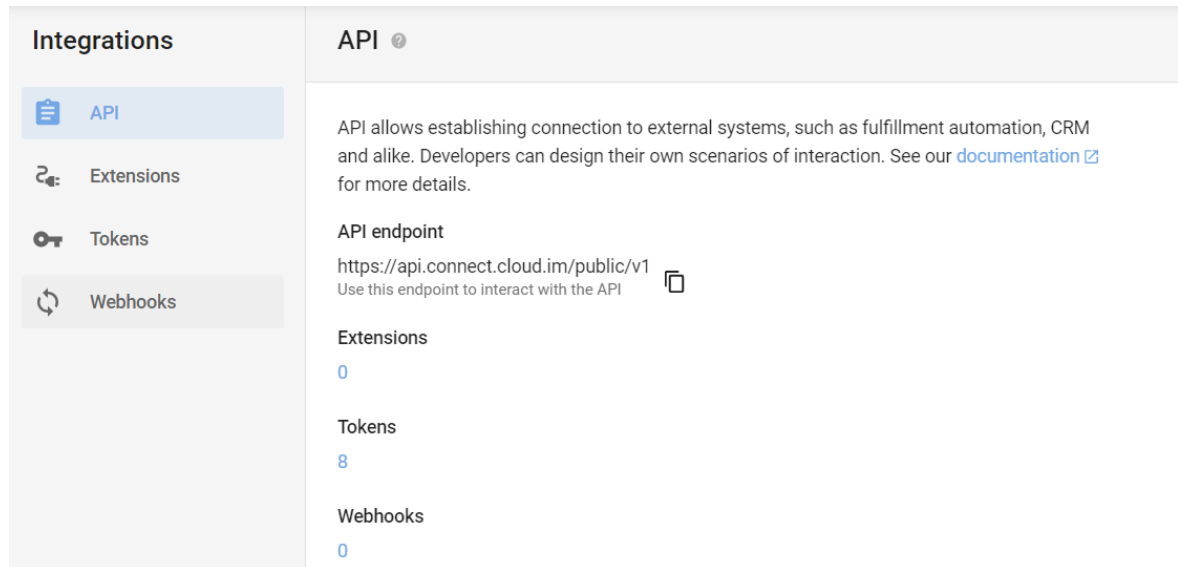 Integrations
API
Extensions
Tokens
Webhooks
API
API allows establishing connection to external systems, such as fulfillment automation, CRM
and alike. Developers can design their own scenarios of interaction. See our documentation
for more details.
API endpoint
https://api.connect.cloud.im/public/v1
Use this endpoint to interact with the API
Extensions
0
Tokens
8
Webhooks
0